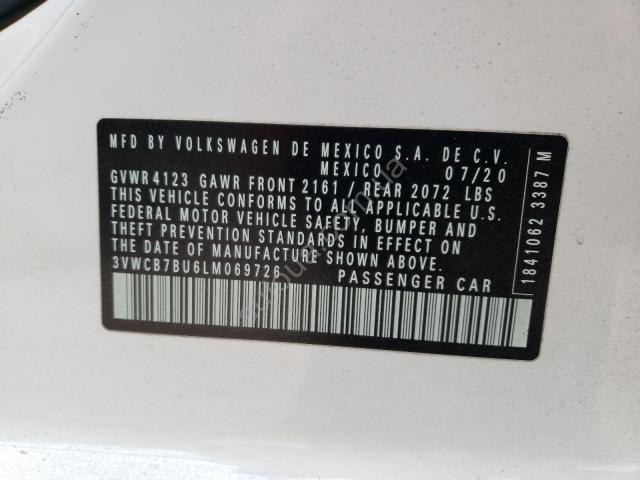 MFD BY VOLKSWAGEN DE MEXICO S.A. DE C.V.
MEXICO 07/20
GVWR 4123 GAWR FRONT 2161 / REAR 2072 LBS
THIS VEHICLE CONFORMS TO ALL APPLICABLE U.S.
FEDERAL MOTOR VEHICLE SAFETY, BUMPER AND
THEFT PREVENTION STANDARDS IN EFFECT ON
THE DATE OF MANUFACTURE SHOWN ABOVE.
3VWCB7BU6LM069726 PASSENGER CAR
1841062 3387 M